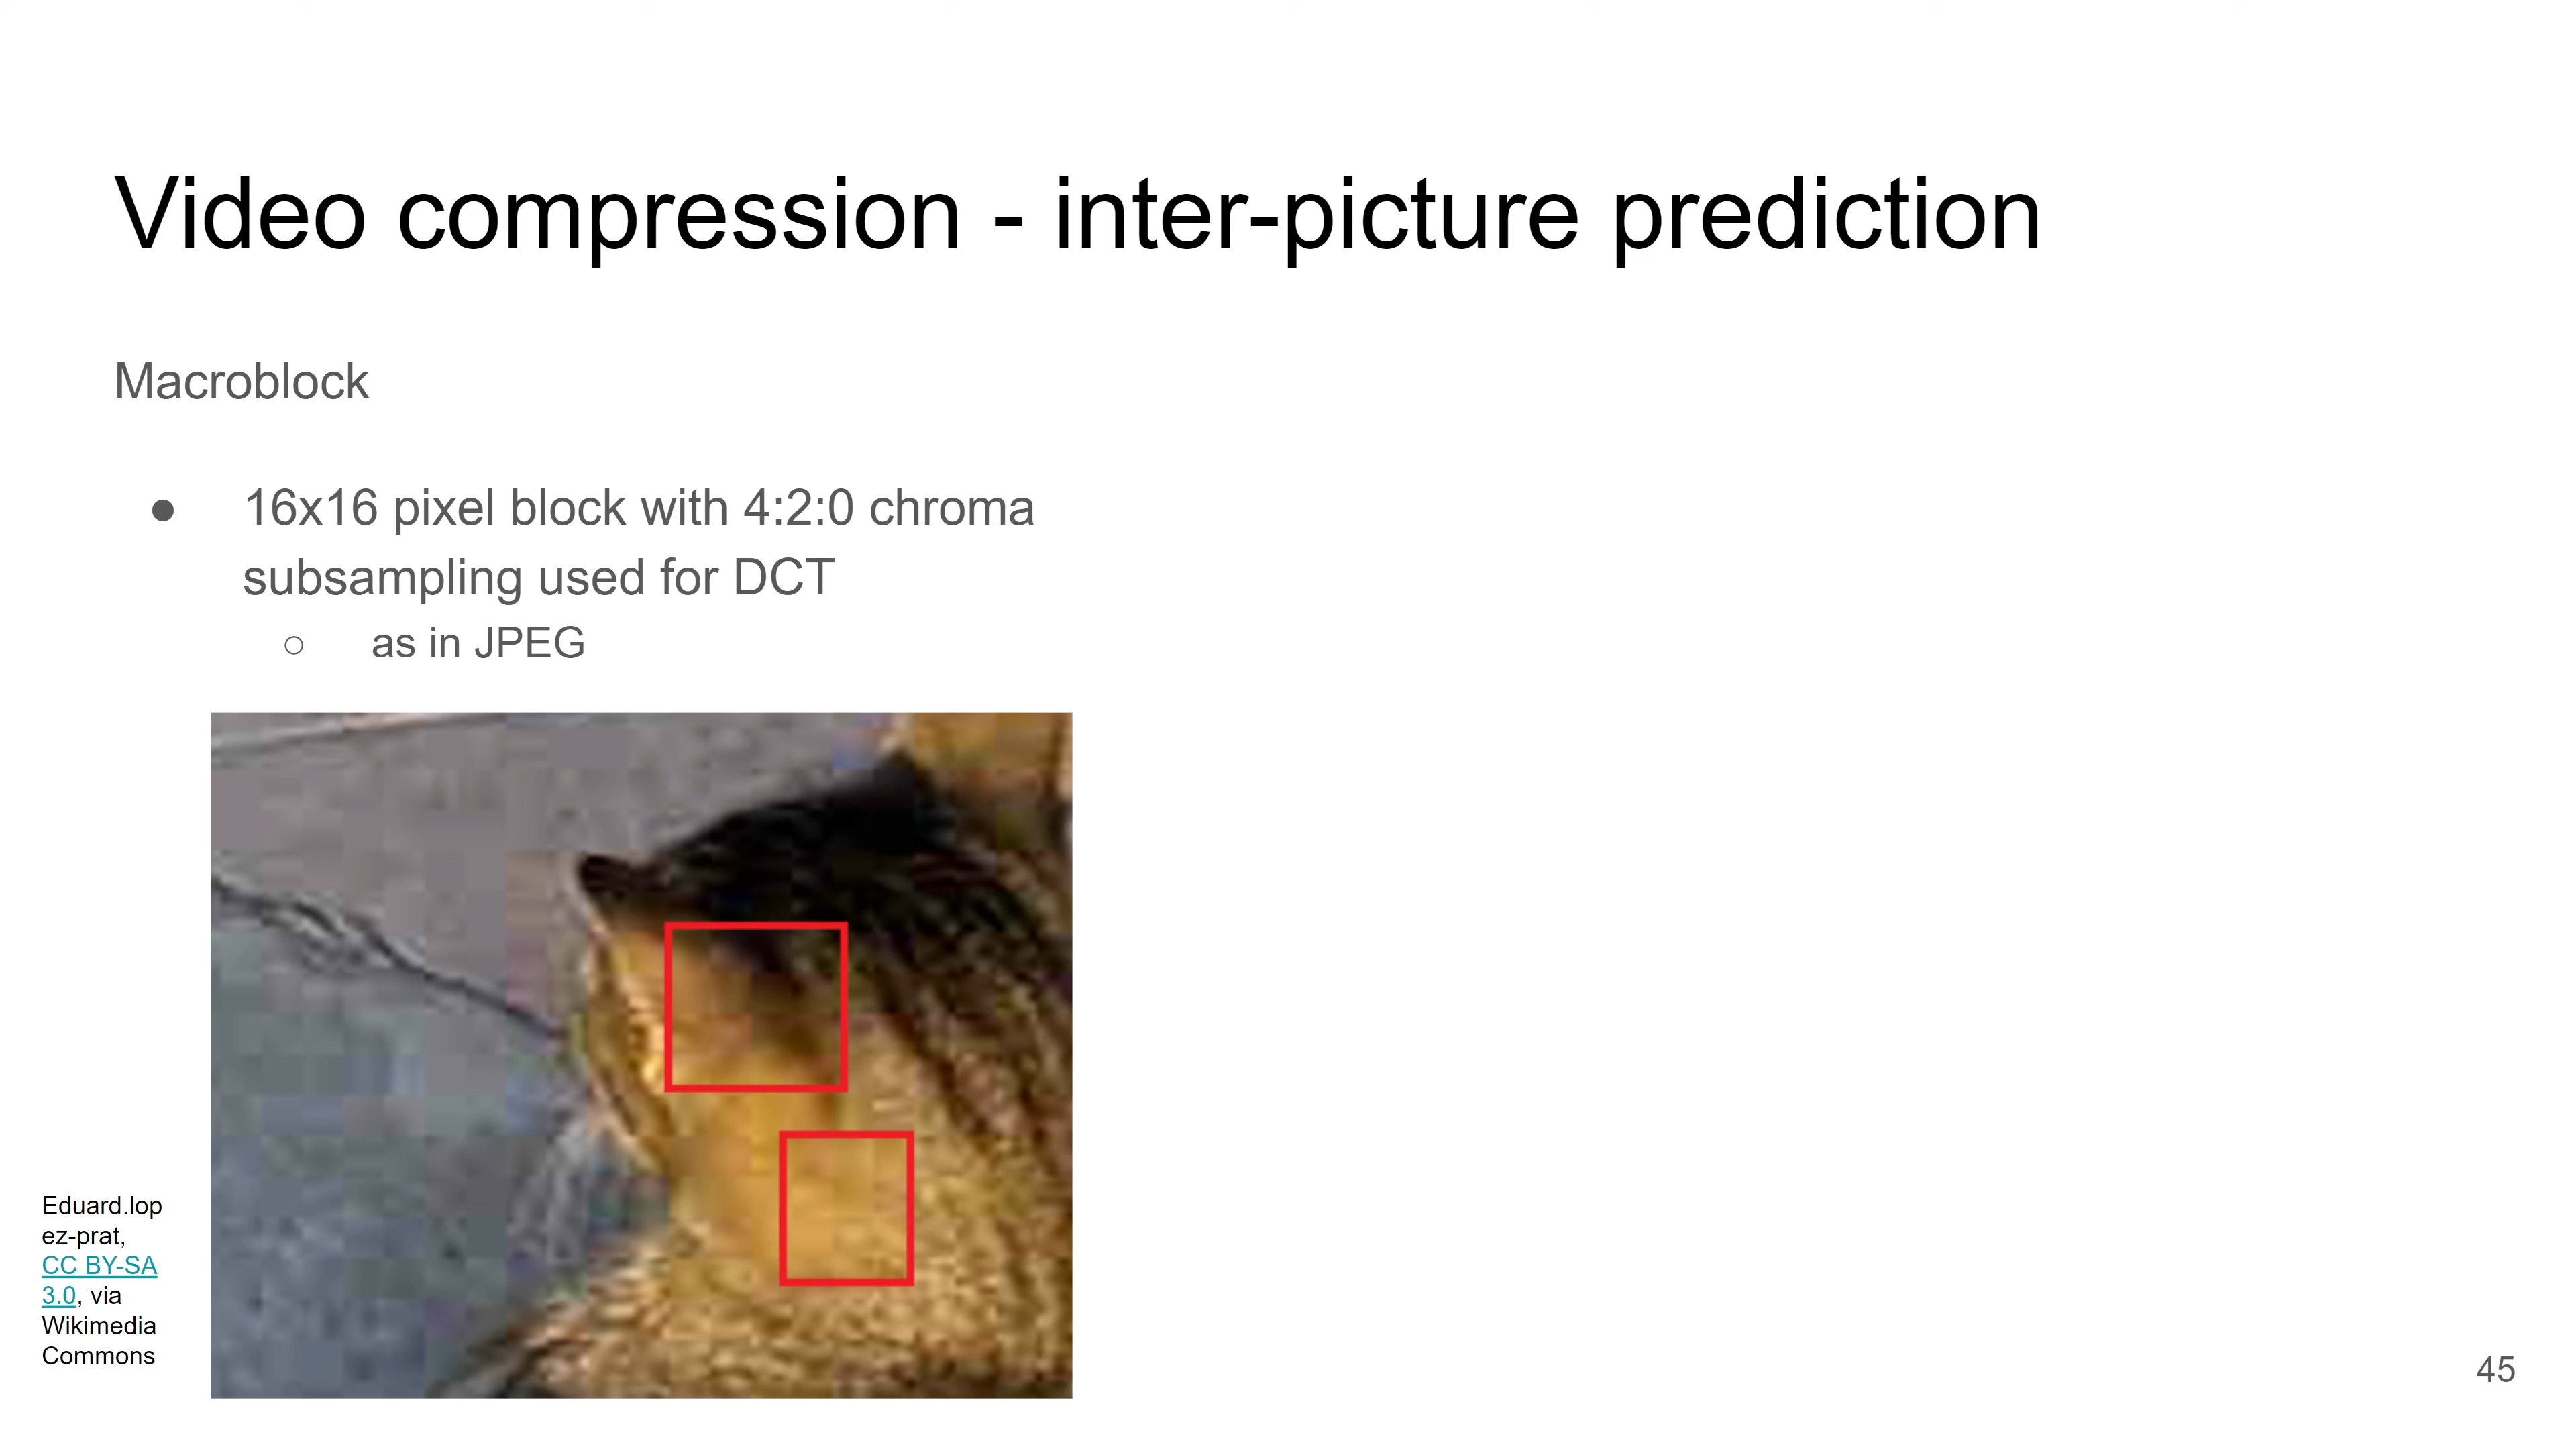 Video compression - inter-picture prediction
Macroblock
● 16x16 pixel block with 4:2:0 chroma
subsampling used for DCT
○ as in JPEG
Eduard.lop
ez-prat,
CC BY-SA
3.0, via
Wikimedia
Commons
45